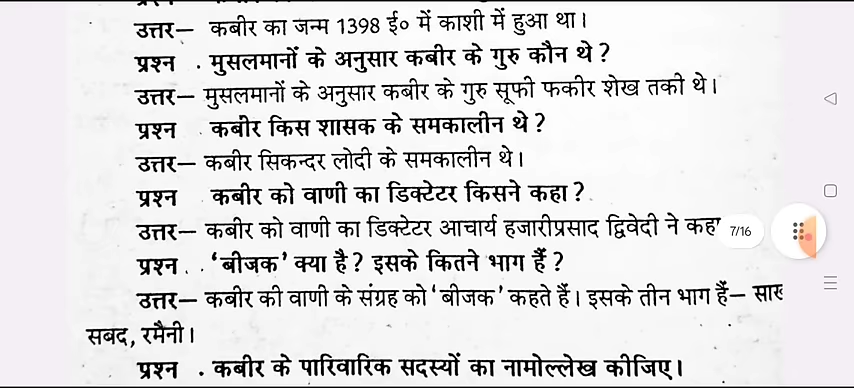 उत्तर— कबीर का जन्म 1398 ई० में काशी में हुआ था।
प्रश्न . मुसलमानों के अनुसार कबीर के गुरु कौन थे ?
उत्तर— मुसलमानों के अनुसार कबीर के गुरु सूफी फकीर शेख तकी थे।
प्रश्न . कबीर किस शासक के समकालीन थे ?
उत्तर— कबीर सिकन्दर लोदी के समकालीन थे।
प्रश्न कबीर को वाणी का डिक्टेटर किसने कहा ?
उत्तर— कबीर को वाणी का डिक्टेटर आचार्य हजारीप्रसाद द्विवेदी ने
7/16
प्रश्न . . ‘बीजक’ क्या है ? इसके कितने भाग हैं ?
उत्तर— कबीर की वाणी के संग्रह को ‘बीजक’ कहते हैं। इसके तीन भाग हैं—
सबद, रमैनी।
प्रश्न . कबीर के पारिवारिक सदस्यों का नामोल्लेख कीजिए।